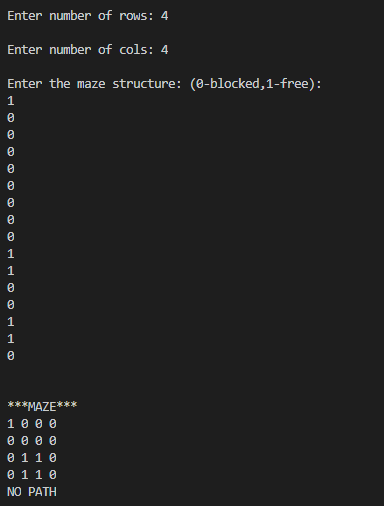 Enter number of rows: 4
Enter number of cols: 4
Enter the maze structure: (0-blocked,1-free):
1
0
0
0
0
0
0
0
0
1
1
0
0
1
1
0
***MAZE***
1 0 0 0
0 0 0 0
0 1 1 0
0 1 1 0
NO PATH